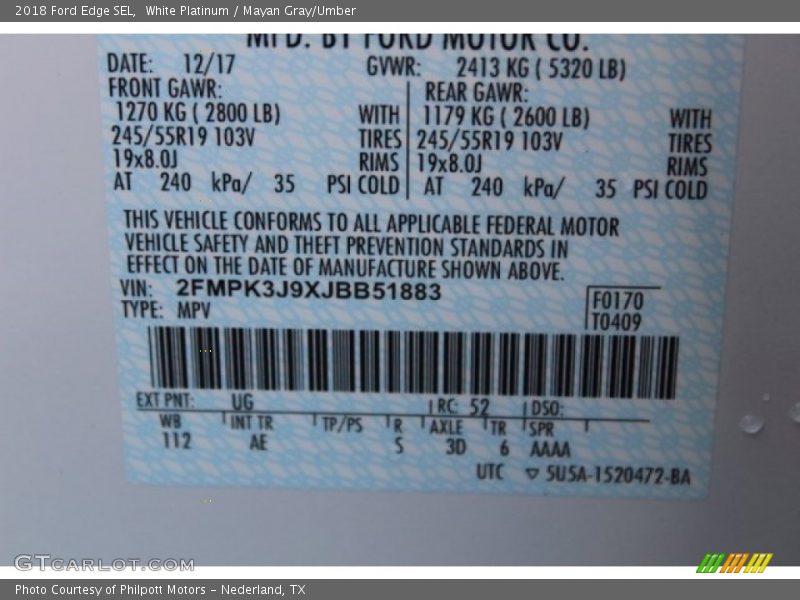 2018 Ford Edge SEL, White Platinum / Mayan Gray/Umber
MFD. BY FORD MOTOR CO.
DATE: 12/17 GVWR: 2413 KG ( 5320 LB)
FRONT GAWR: REAR GAWR:
1270 KG ( 2800 LB) WITH 1179 KG ( 2600 LB) WITH
245/55R19 103V TIRES 245/55R19 103V TIRES
19x8.0J RIMS 19x8.0J RIMS
AT 240 kPa/ 35 PSI COLD AT 240 kPa/ 35 PSI COLD
THIS VEHICLE CONFORMS TO ALL APPLICABLE FEDERAL MOTOR
VEHICLE SAFETY AND THEFT PREVENTION STANDARDS IN
EFFECT ON THE DATE OF MANUFACTURE SHOWN ABOVE.
VIN: 2FMPK3J9XJBB51883 F0170
TYPE: MPV T0409
EXT PNT: UG RC: 52 DSO:
WB INT TR TP/PS R AXLE TR SPR
112 AE S 3D 6 AAAA
UTC ▽ 5U5A-1520472-BA
GTCARLOT.COM
Photo Courtesy of Philpott Motors - Nederland, TX